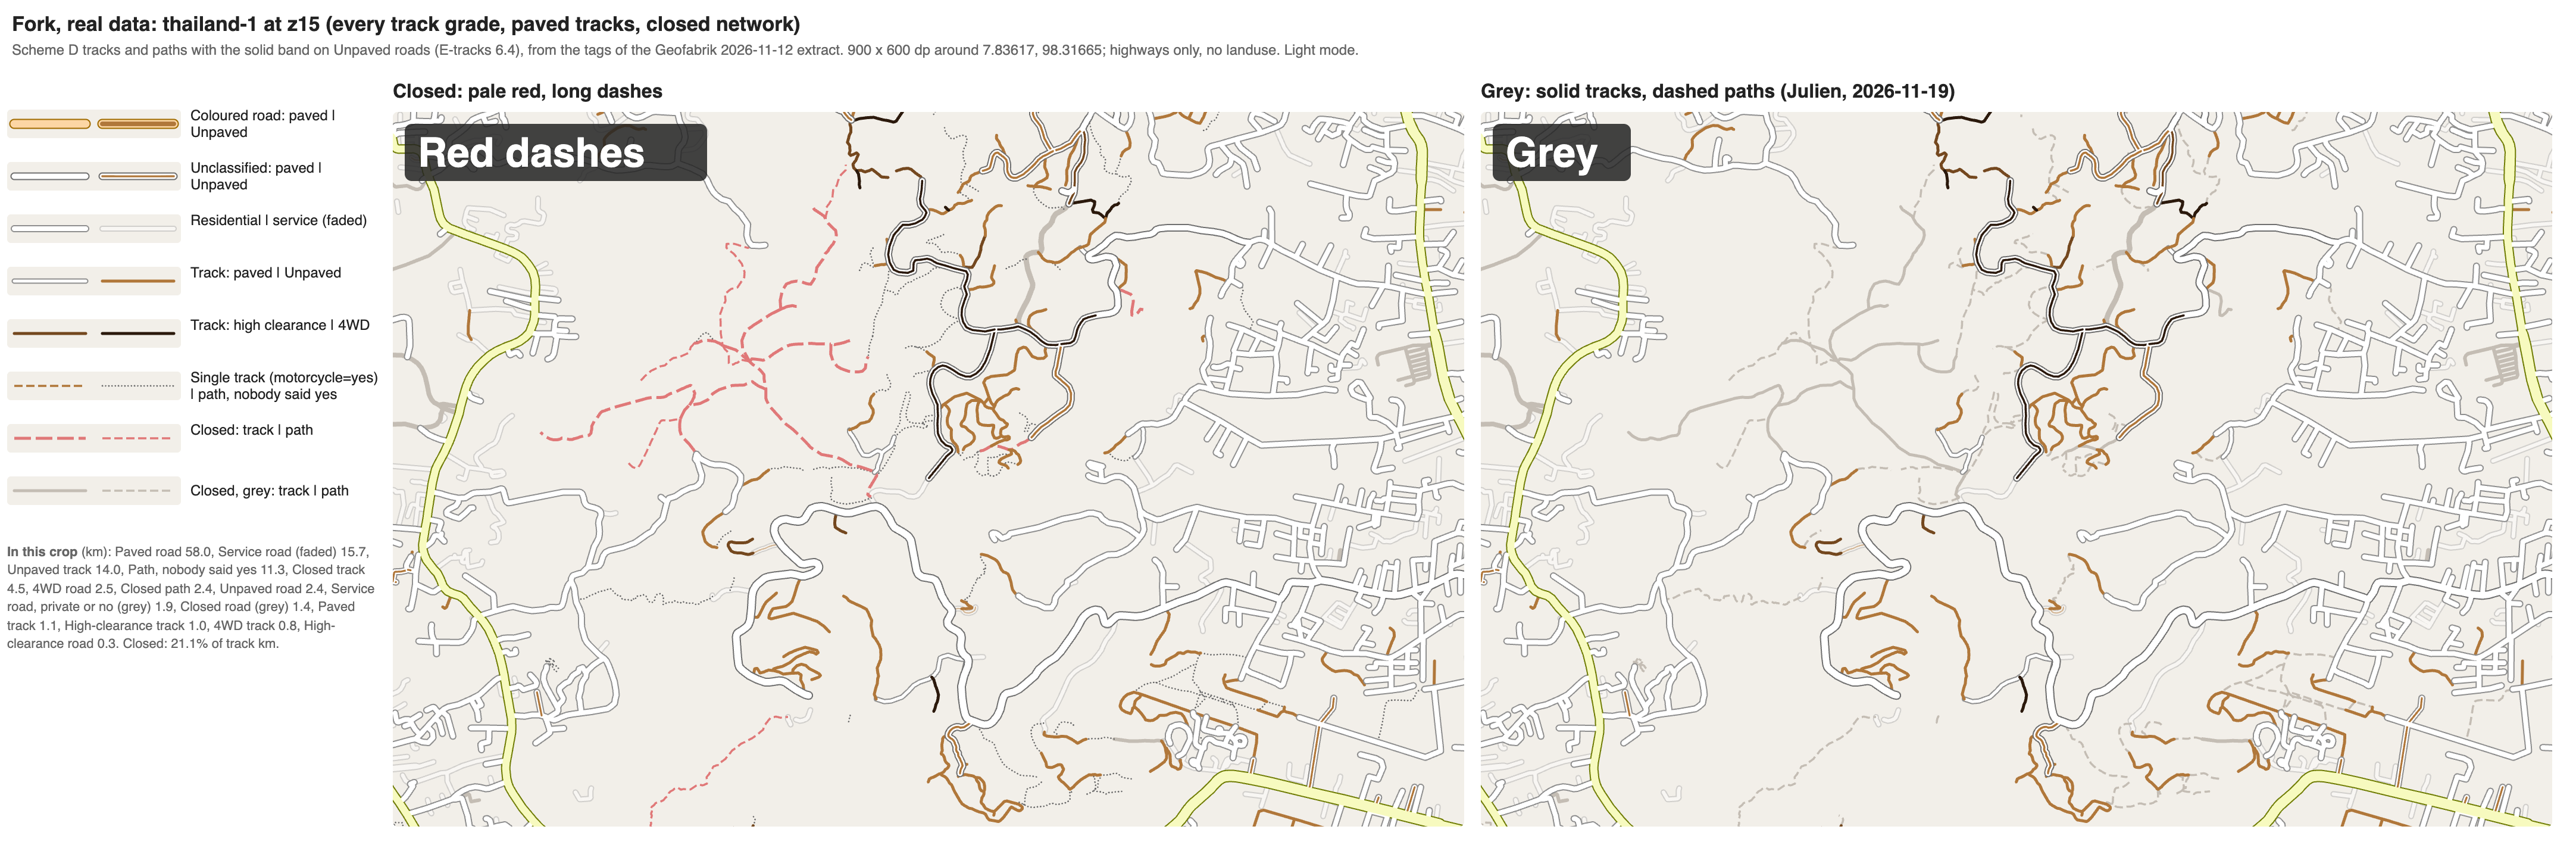 Fork, real data: thailand-1 at z15 (every track grade, paved tracks, closed network)
Scheme D tracks and paths with the solid band on Unpaved roads (E-tracks 6.4), from the tags of the Geofabrik 2026-11-12 extract. 900 x 600 dp around 7.83617, 98.31665; highways only, no landuse. Light mode.
Coloured road: paved |
Unpaved
Unclassified: paved |
Unpaved
Residential | service (faded)
Track: paved | Unpaved
Track: high clearance | 4WD
Single track (motorcycle=yes)
| path, nobody said yes
Closed: track | path
Closed, grey: track | path
In this crop (km): Paved road 58.0, Service road (faded) 15.7,
Unpaved track 14.0, Path, nobody said yes 11.3, Closed track
4.5, 4WD road 2.5, Closed path 2.4, Unpaved road 2.4, Service
road, private or no (grey) 1.9, Closed road (grey) 1.4, Paved
track 1.1, High-clearance track 1.0, 4WD track 0.8, High-
clearance road 0.3. Closed: 21.1% of track km.
Closed: pale red, long dashes
Red dashes
Grey: solid tracks, dashed paths (Julien, 2026-11-19)
Grey